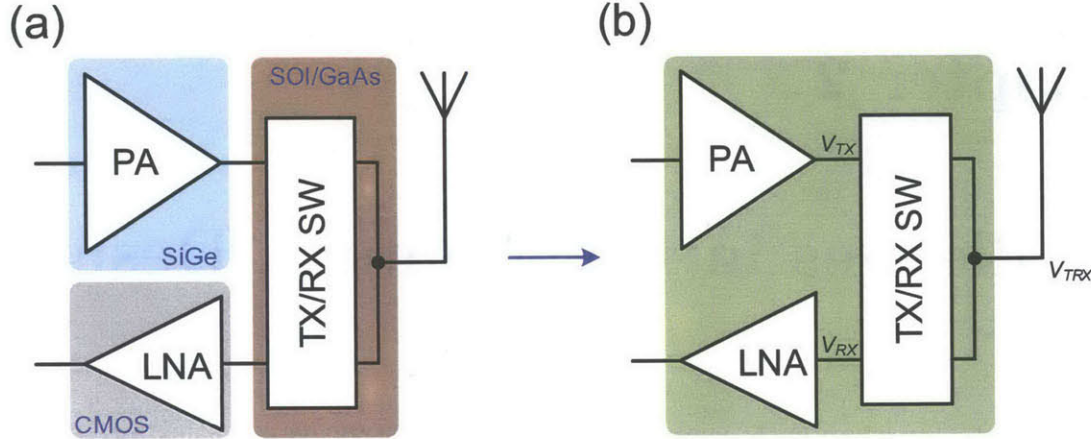 (a)
SOI/GaAs
PA
SiGe
TX/RX SW
LNA
CMOS
(b)
PA
V_TX
TX/RX SW
V_TRX
LNA
V_RX